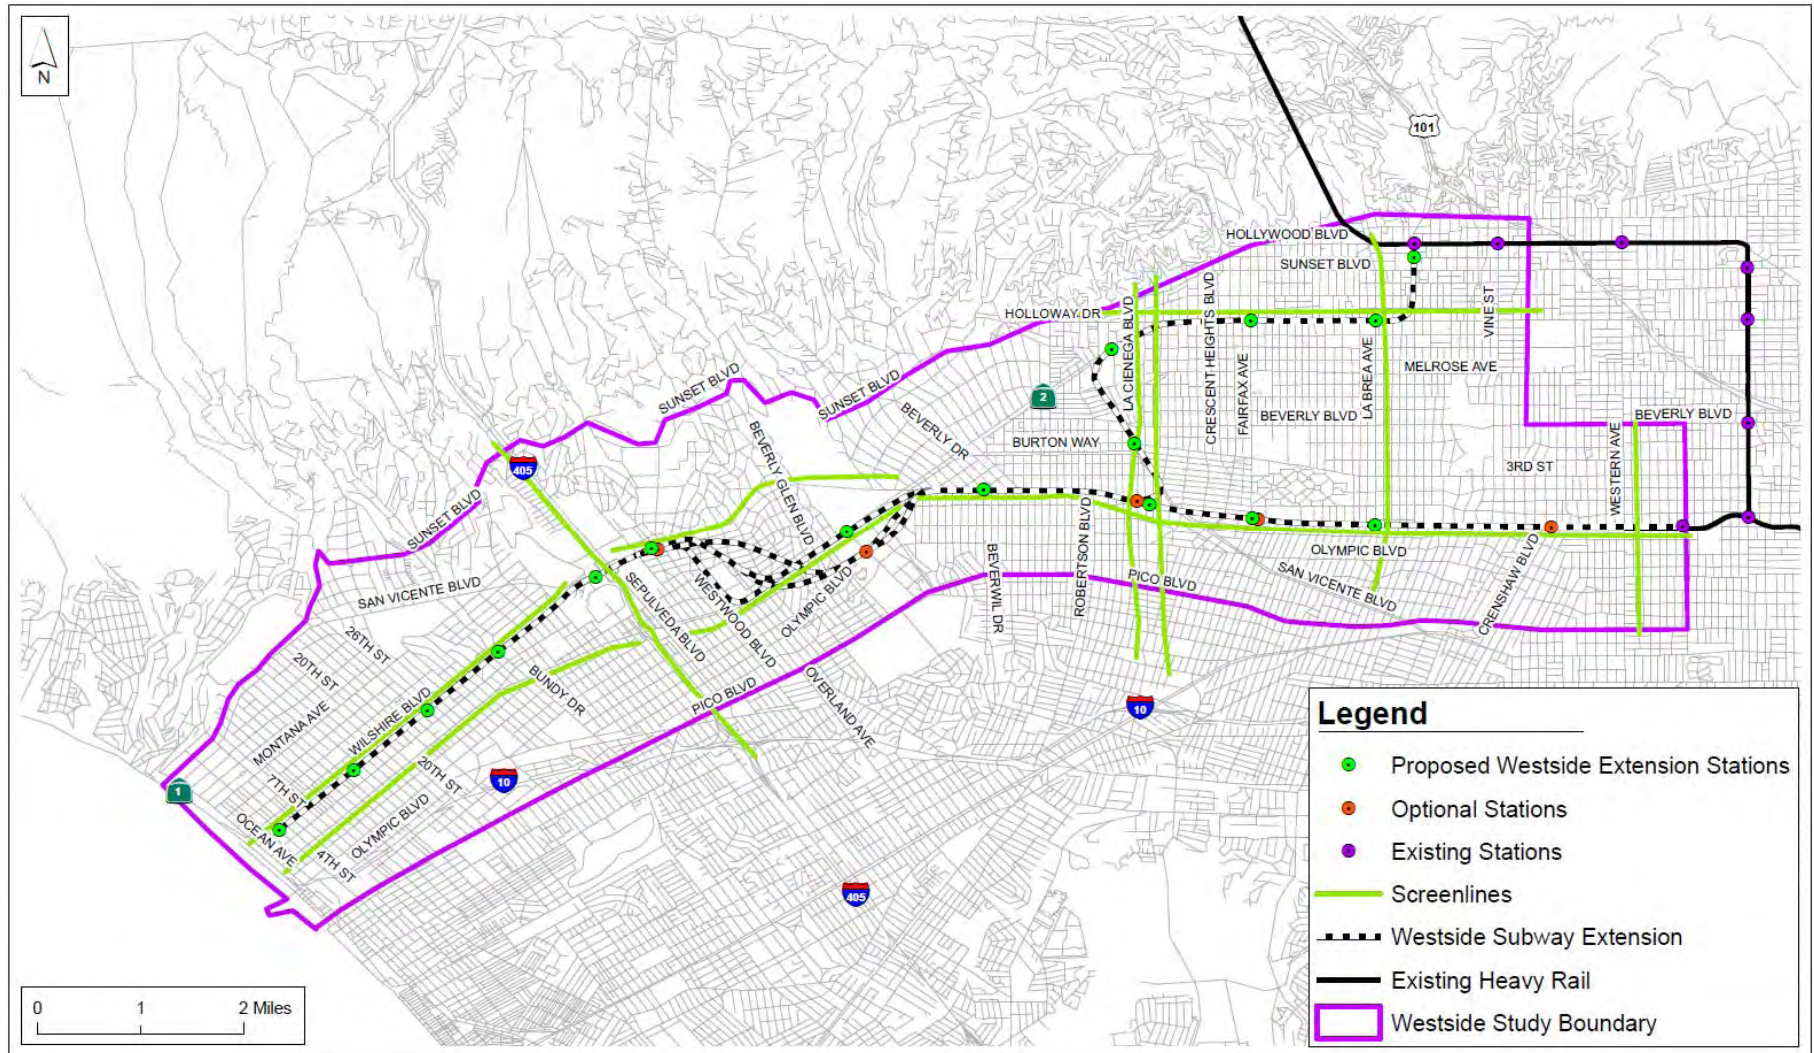 N
101
HOLLYWOOD BLVD
SUNSET BLVD
HOLLOWAY DR
LA CIENEGA BLVD
CRESCENT HEIGHTS BLVD
FAIRFAX AVE
LA BREA AVE
VINE ST
MELROSE AVE
SUNSET BLVD
SUNSET BLVD
2
BEVERLY DR
BURTON WAY
BEVERLY BLVD
BEVERLY BLVD
WESTERN AVE
3RD ST
405
BEVERLY GLEN BLVD
SUNSET BLVD
ROBERTSON BLVD
OLYMPIC BLVD
CRENSHAW BLVD
BEVERWIL DR
PICO BLVD
SAN VICENTE BLVD
SAN VICENTE BLVD
SEPULVEDA BLVD
WESTWOOD BLVD
OLYMPIC BLVD
26TH ST
20TH ST
BUNDY DR
PICO BLVD
OVERLAND AVE
10
MONTANA AVE
WILSHIRE BLVD
20TH ST
10
1
7TH ST
OCEAN AVE
4TH ST
OLYMPIC BLVD
405
Legend
Proposed Westside Extension Stations
Optional Stations
Existing Stations
Screenlines
Westside Subway Extension
Existing Heavy Rail
Westside Study Boundary
0 1 2 Miles